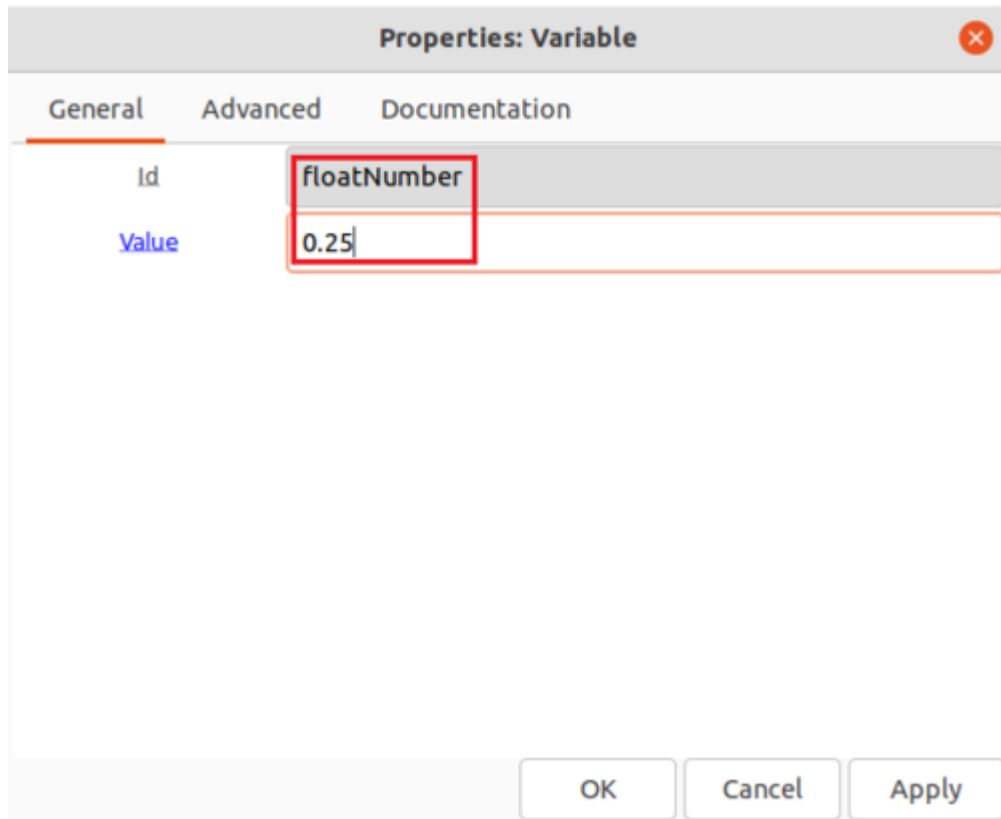 Properties: Variable
General Advanced Documentation
Id floatNumber
Value 0.25
OK Cancel Apply